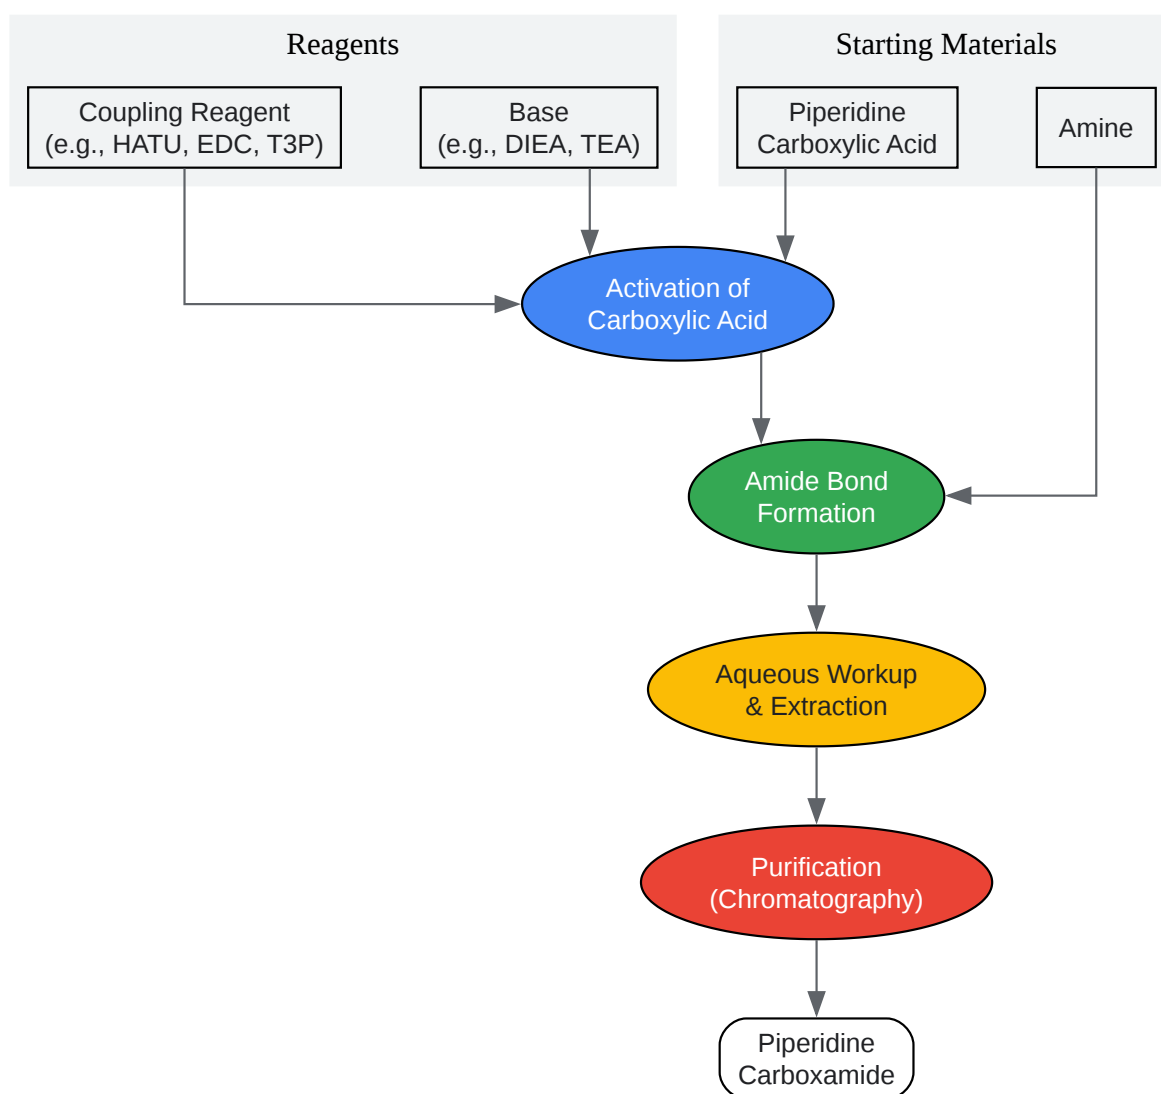 Reagents
Starting Materials
Coupling Reagent
(e.g., HATU, EDC, T3P)
Base
(e.g., DIEA, TEA)
Piperidine
Carboxylic Acid
Amine
Activation of
Carboxylic Acid
Amide Bond
Formation
Aqueous Workup
& Extraction
Purification
(Chromatography)
Piperidine
Carboxamide